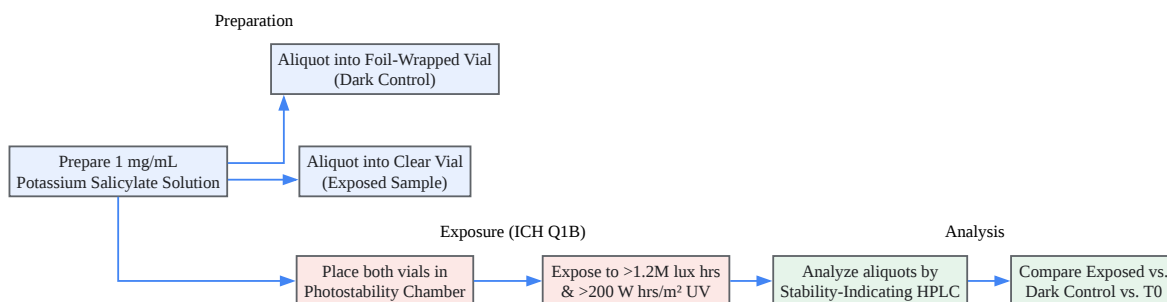 Preparation
Aliquot into Foil-Wrapped Vial
(Dark Control)
Prepare 1 mg/mL
Potassium Salicylate Solution
Aliquot into Clear Vial
(Exposed Sample)
Exposure (ICH Q1B)
Analysis
Place both vials in
Photostability Chamber
Expose to >1.2M lux hrs
& >200 W hrs/m² UV
Analyze aliquots by
Stability-Indicating HPLC
Compare Exposed vs.
Dark Control vs. T0